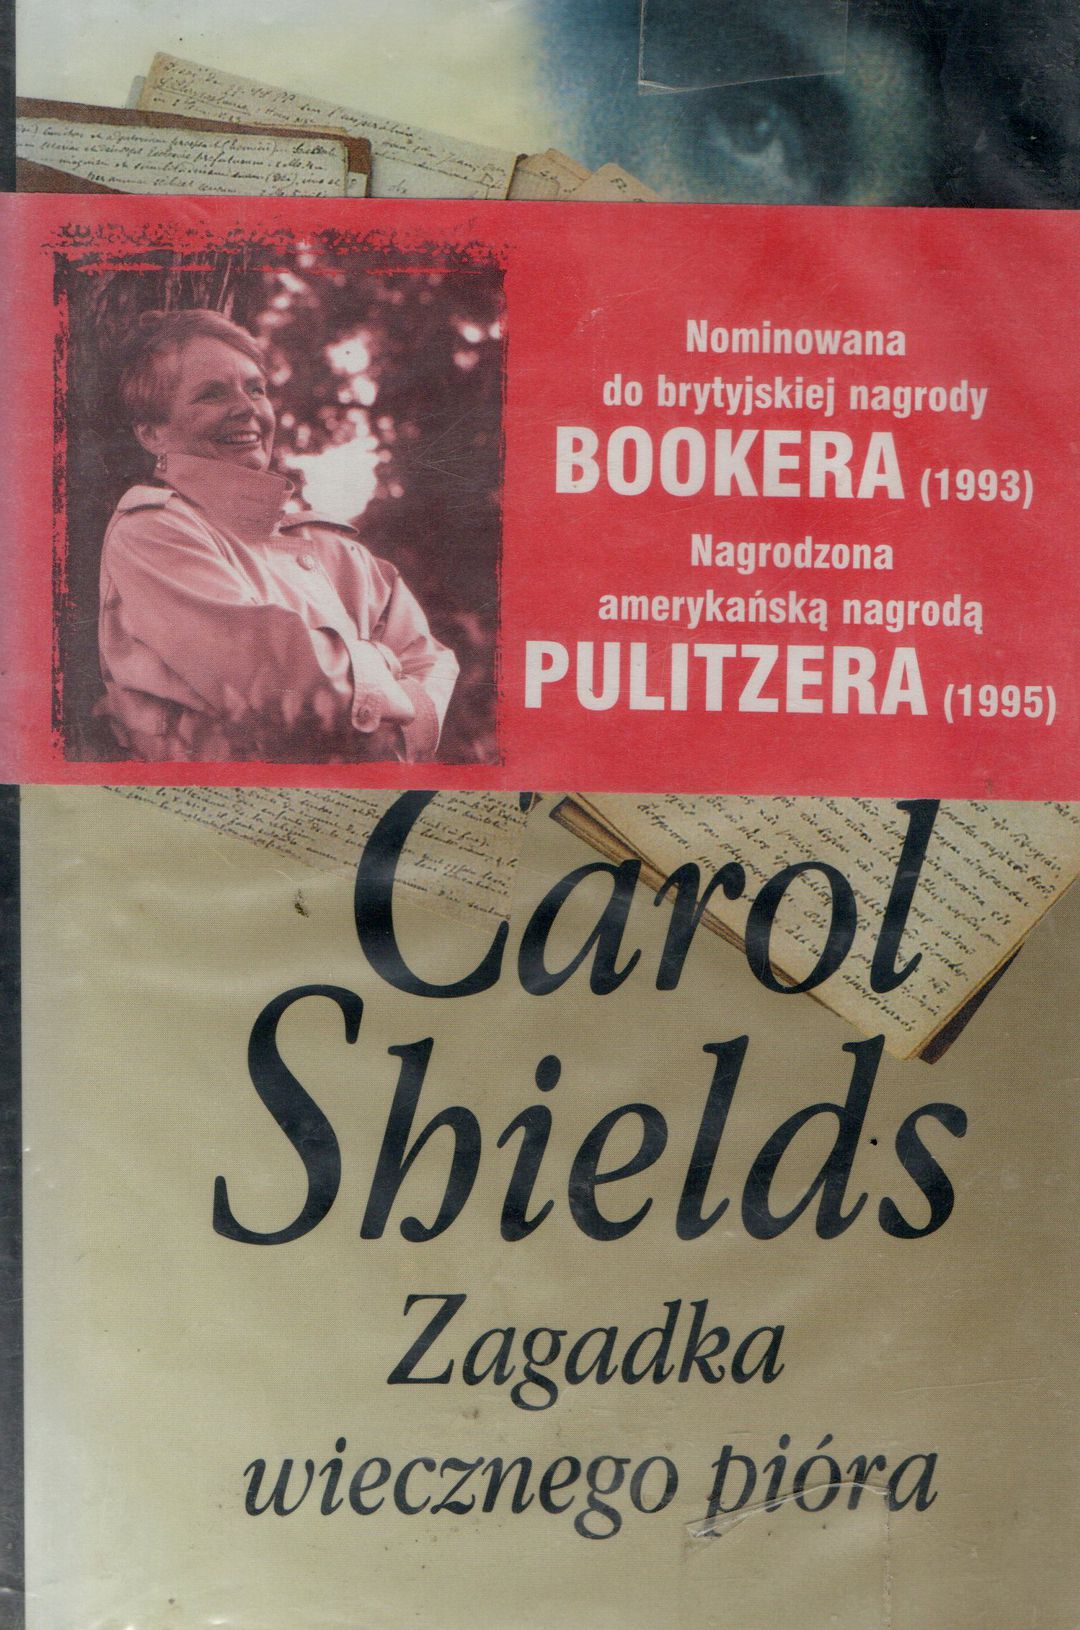 Nominowana
do brytyjskiej nagrody
BOOKERA (1993)
Nagrodzona
amerykańską nagrodą
PULITZERA (1995)
Carol
Shields
Zagadka
wiecznego pióra